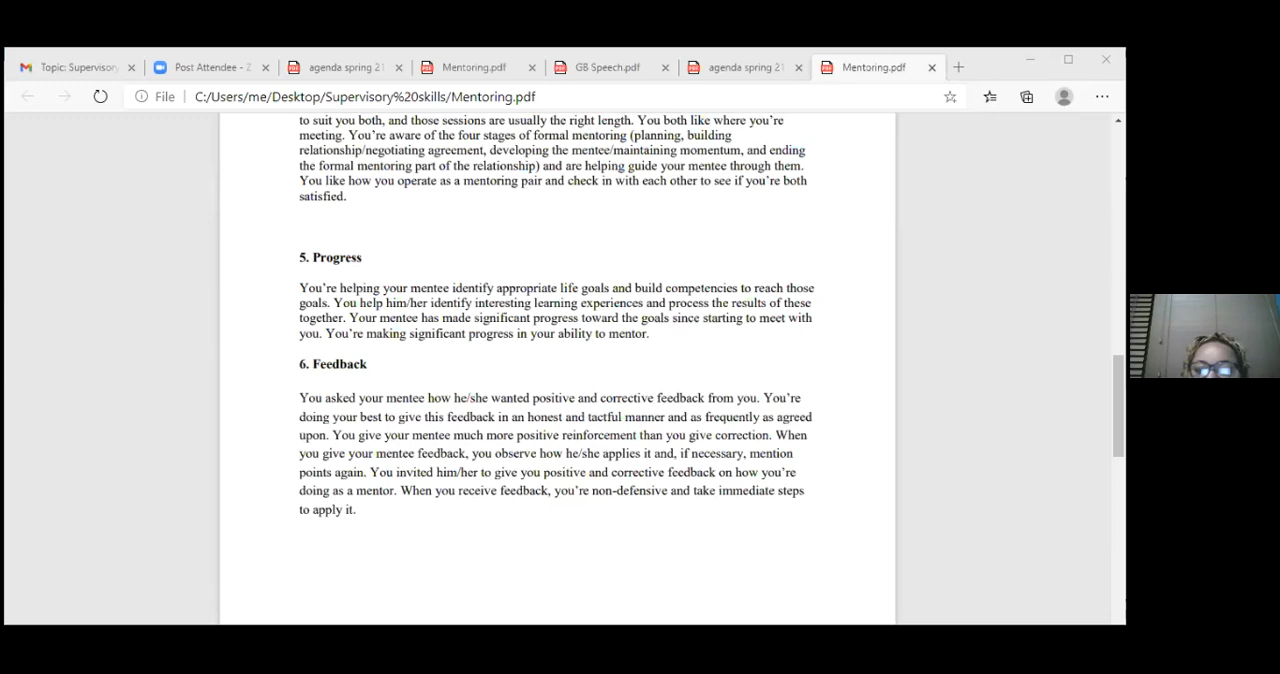 Topic: Supervisory
Post Attendee - Z
agenda spring 21
Mentoring.pdf
GB Speech.pdf
agenda spring 21
Mentoring.pdf
File
C:/Users/me/Desktop/Supervisory%20skills/Mentoring.pdf
to suit you both, and those sessions are usually the right length. You both like where you're
meeting. You're aware of the four stages of formal mentoring (planning, building
relationship/negotiating agreement, developing the mentee/maintaining momentum, and ending
the formal mentoring part of the relationship) and are helping guide your mentee through them.
You like how you operate as a mentoring pair and check in with each other to see if you're both
satisfied.
5. Progress
You're helping your mentee identify appropriate life goals and build competencies to reach those
goals. You help him/her identify interesting learning experiences and process the results of these
together. Your mentee has made significant progress toward the goals since starting to meet with
you. You're making significant progress in your ability to mentor.
6. Feedback
You asked your mentee how he/she wanted positive and corrective feedback from you. You're
doing your best to give this feedback in an honest and tactful manner and as frequently as agreed
upon. You give your mentee much more positive reinforcement than you give correction. When
you give your mentee feedback, you observe how he/she applies it and, if necessary, mention
points again. You invited him/her to give you positive and corrective feedback on how you're
doing as a mentor. When you receive feedback, you're non-defensive and take immediate steps
to apply it.